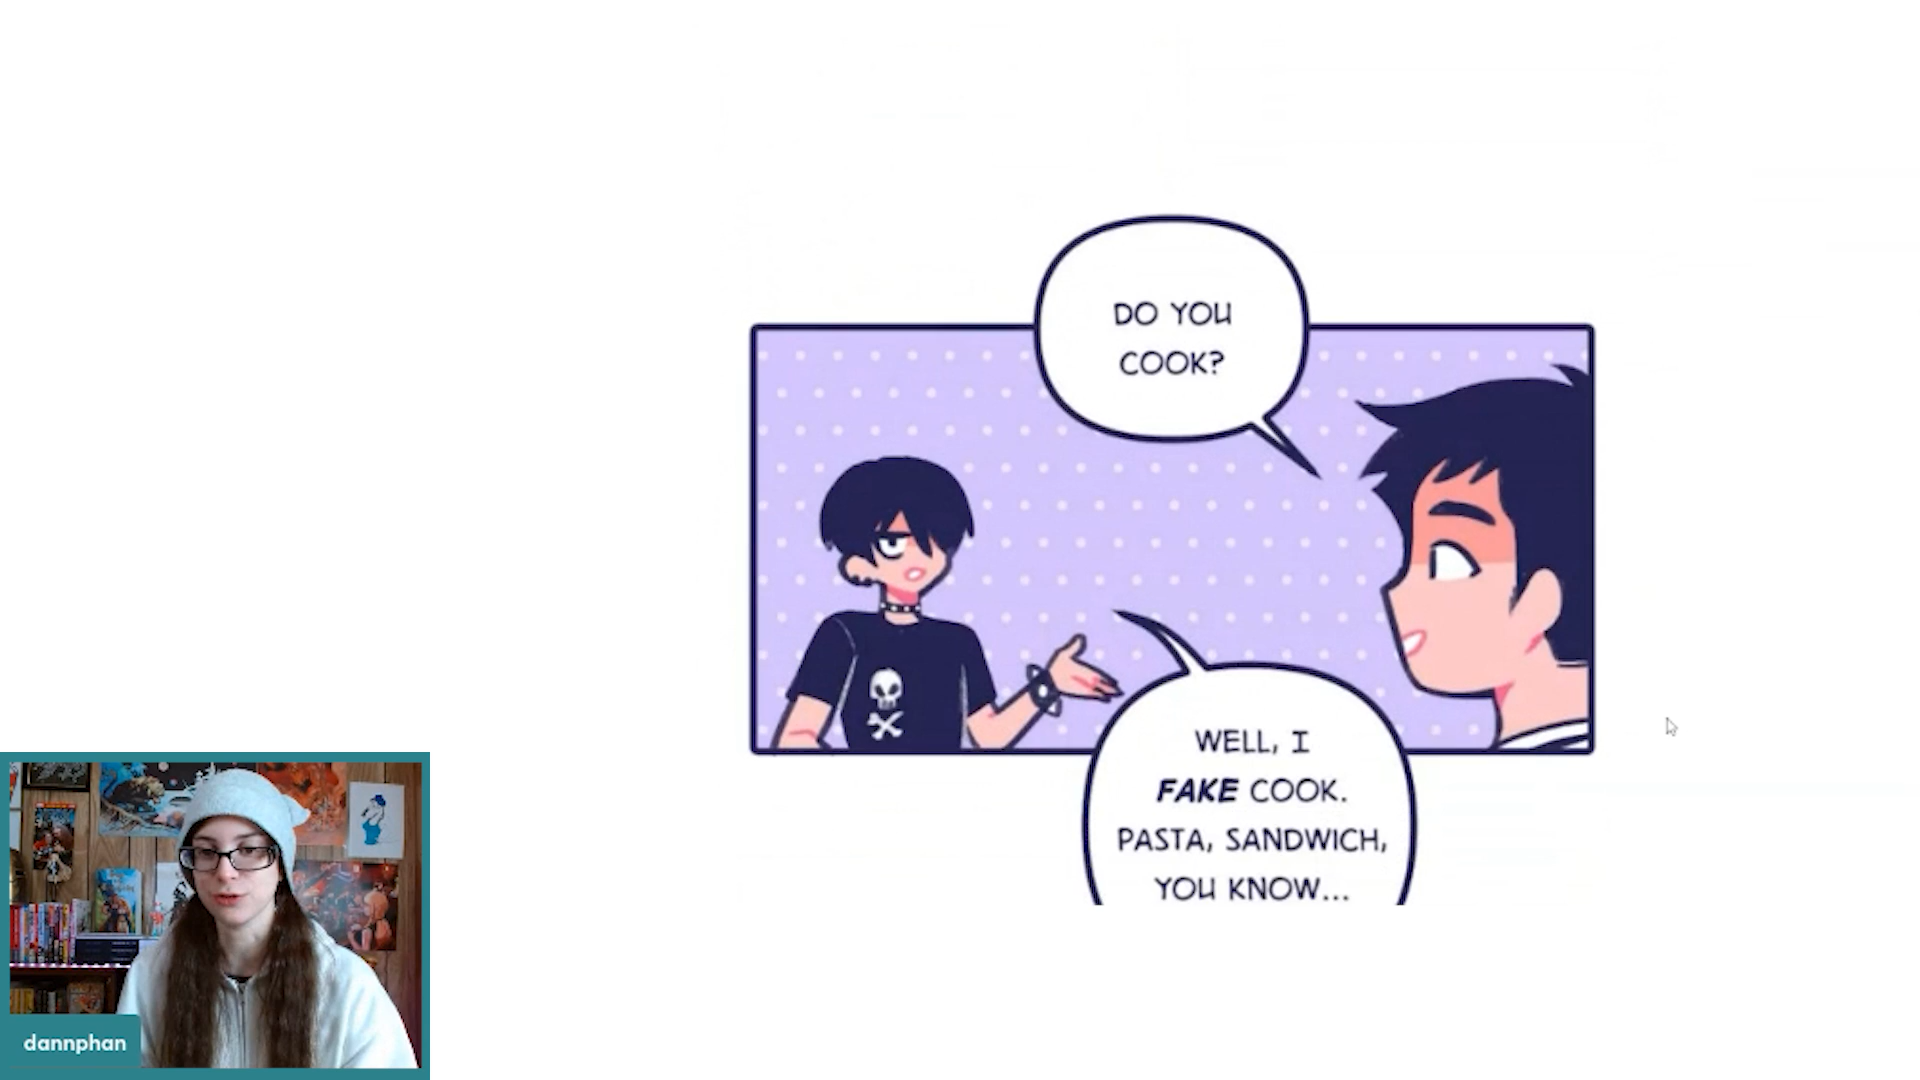 DO YOU
COOK?
WELL, I
FAKE COOK.
PASTA, SANDWICH,
YOU KNOW...
dannphan